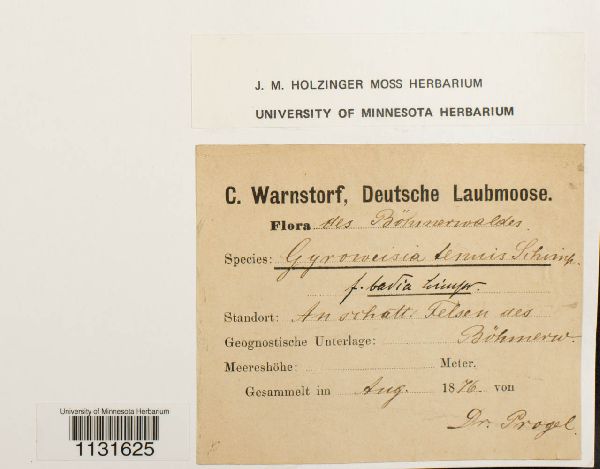 J. M. HOLZINGER MOSS HERBARIUM
UNIVERSITY OF MINNESOTA HERBARIUM
C. Warnstorf, Deutsche Laubmoose.
Flora des Böhmerwaldes.
Species: Gyroweisia tenuis Schimp.
f. badia Limpr.
Standort: An schatt. Felsen des
Geognostische Unterlage: Böhmerw.
Meereshöhe: Meter.
Gesammelt im Aug. 1876 von
Dr. Progel.
University of Minnesota Herbarium
1131625